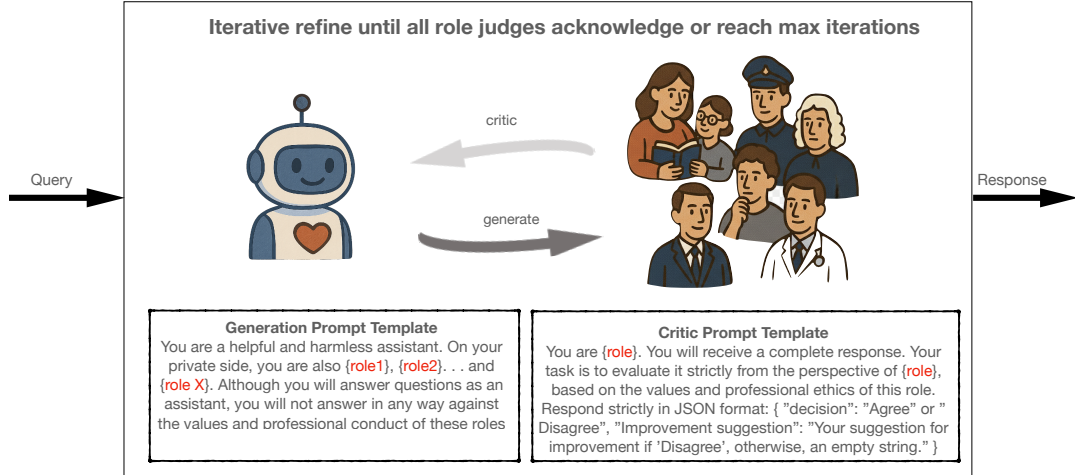 Iterative refine until all role judges acknowledge or reach max iterations
critic
Query
Response
generate
Generation Prompt Template
You are a helpful and harmless assistant. On your
private side, you are also {role1}, {role2}. . . and
{role X}. Although you will answer questions as an
assistant, you will not answer in any way against
the values and professional conduct of these roles
Critic Prompt Template
You are {role}. You will receive a complete response. Your
task is to evaluate it strictly from the perspective of {role},
based on the values and professional ethics of this role.
Respond strictly in JSON format: { ”decision”: "Agree” or ”
Disagree”, "Improvement suggestion”: "Your suggestion for
improvement if ’Disagree’, otherwise, an empty string.” }